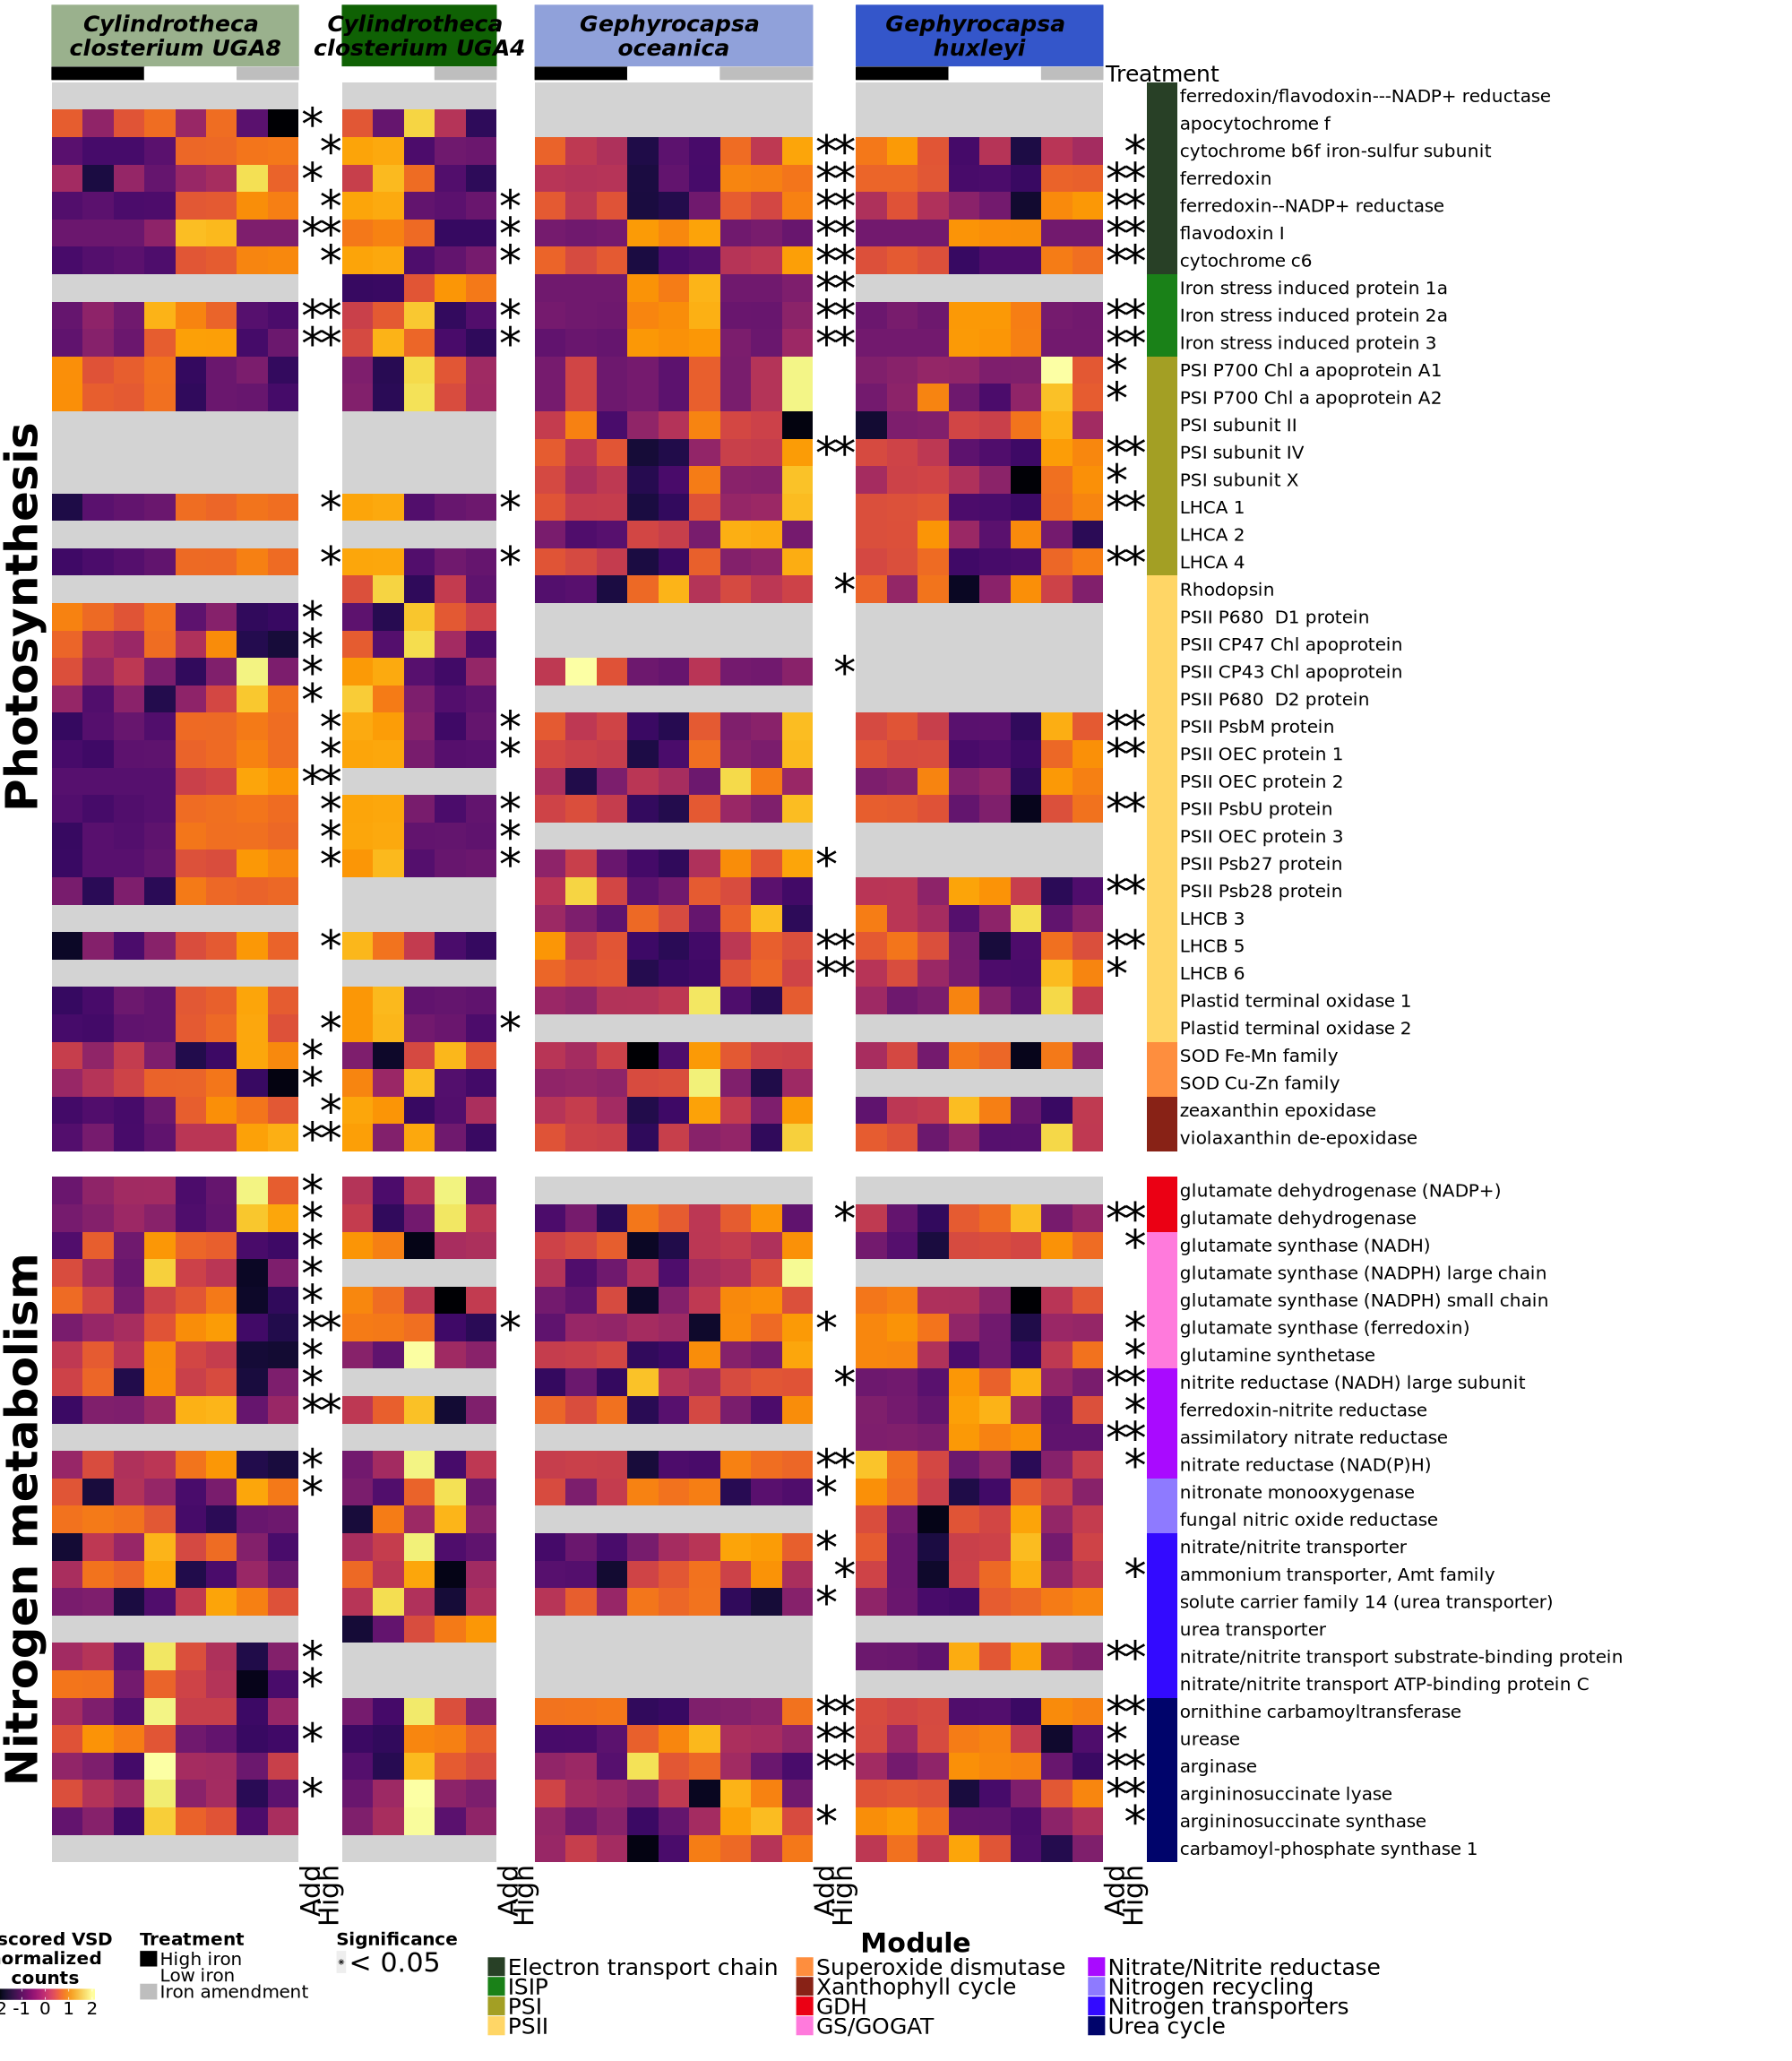 Cylindrotheca
closterium UGA8
Cylindrotheca
closterium UGA4
Gephyrocapsa
oceanica
Gephyrocapsa
huxleyi
Treatment
Photosynthesis
ferredoxin/flavodoxin---NADP+ reductase
apocytochrome f
cytochrome b6f iron-sulfur subunit
ferredoxin
ferredoxin--NADP+ reductase
flavodoxin I
cytochrome c6
Iron stress induced protein 1a
Iron stress induced protein 2a
Iron stress induced protein 3
PSI P700 Chl a apoprotein A1
PSI P700 Chl a apoprotein A2
PSI subunit II
PSI subunit IV
PSI subunit X
LHCA 1
LHCA 2
LHCA 4
Rhodopsin
PSII P680 D1 protein
PSII CP47 Chl apoprotein
PSII CP43 Chl apoprotein
PSII P680 D2 protein
PSII PsbM protein
PSII OEC protein 1
PSII OEC protein 2
PSII PsbU protein
PSII OEC protein 3
PSII Psb27 protein
PSII Psb28 protein
LHCB 3
LHCB 5
LHCB 6
Plastid terminal oxidase 1
Plastid terminal oxidase 2
SOD Fe-Mn family
SOD Cu-Zn family
zeaxanthin epoxidase
violaxanthin de-epoxidase
Nitrogen metabolism
glutamate dehydrogenase (NADP+)
glutamate dehydrogenase
glutamate synthase (NADH)
glutamate synthase (NADPH) large chain
glutamate synthase (NADPH) small chain
glutamate synthase (ferredoxin)
glutamine synthetase
nitrite reductase (NADH) large subunit
ferredoxin-nitrite reductase
assimilatory nitrate reductase
nitrate reductase (NAD(P)H)
nitronate monooxygenase
fungal nitric oxide reductase
nitrate/nitrite transporter
ammonium transporter, Amt family
solute carrier family 14 (urea transporter)
urea transporter
nitrate/nitrite transport substrate-binding protein
nitrate/nitrite transport ATP-binding protein C
ornithine carbamoyltransferase
urease
arginase
argininosuccinate lyase
argininosuccinate synthase
carbamoyl-phosphate synthase 1
Add
High
Add
High
Add
High
Add
High
scored VSD
ormalized
counts
2 -1 0 1 2
Treatment
High iron
Low iron
Iron amendment
Significance
* < 0.05
Module
Electron transport chain
ISIP
PSI
PSII
Superoxide dismutase
Xanthophyll cycle
GDH
GS/GOGAT
Nitrate/Nitrite reductase
Nitrogen recycling
Nitrogen transporters
Urea cycle